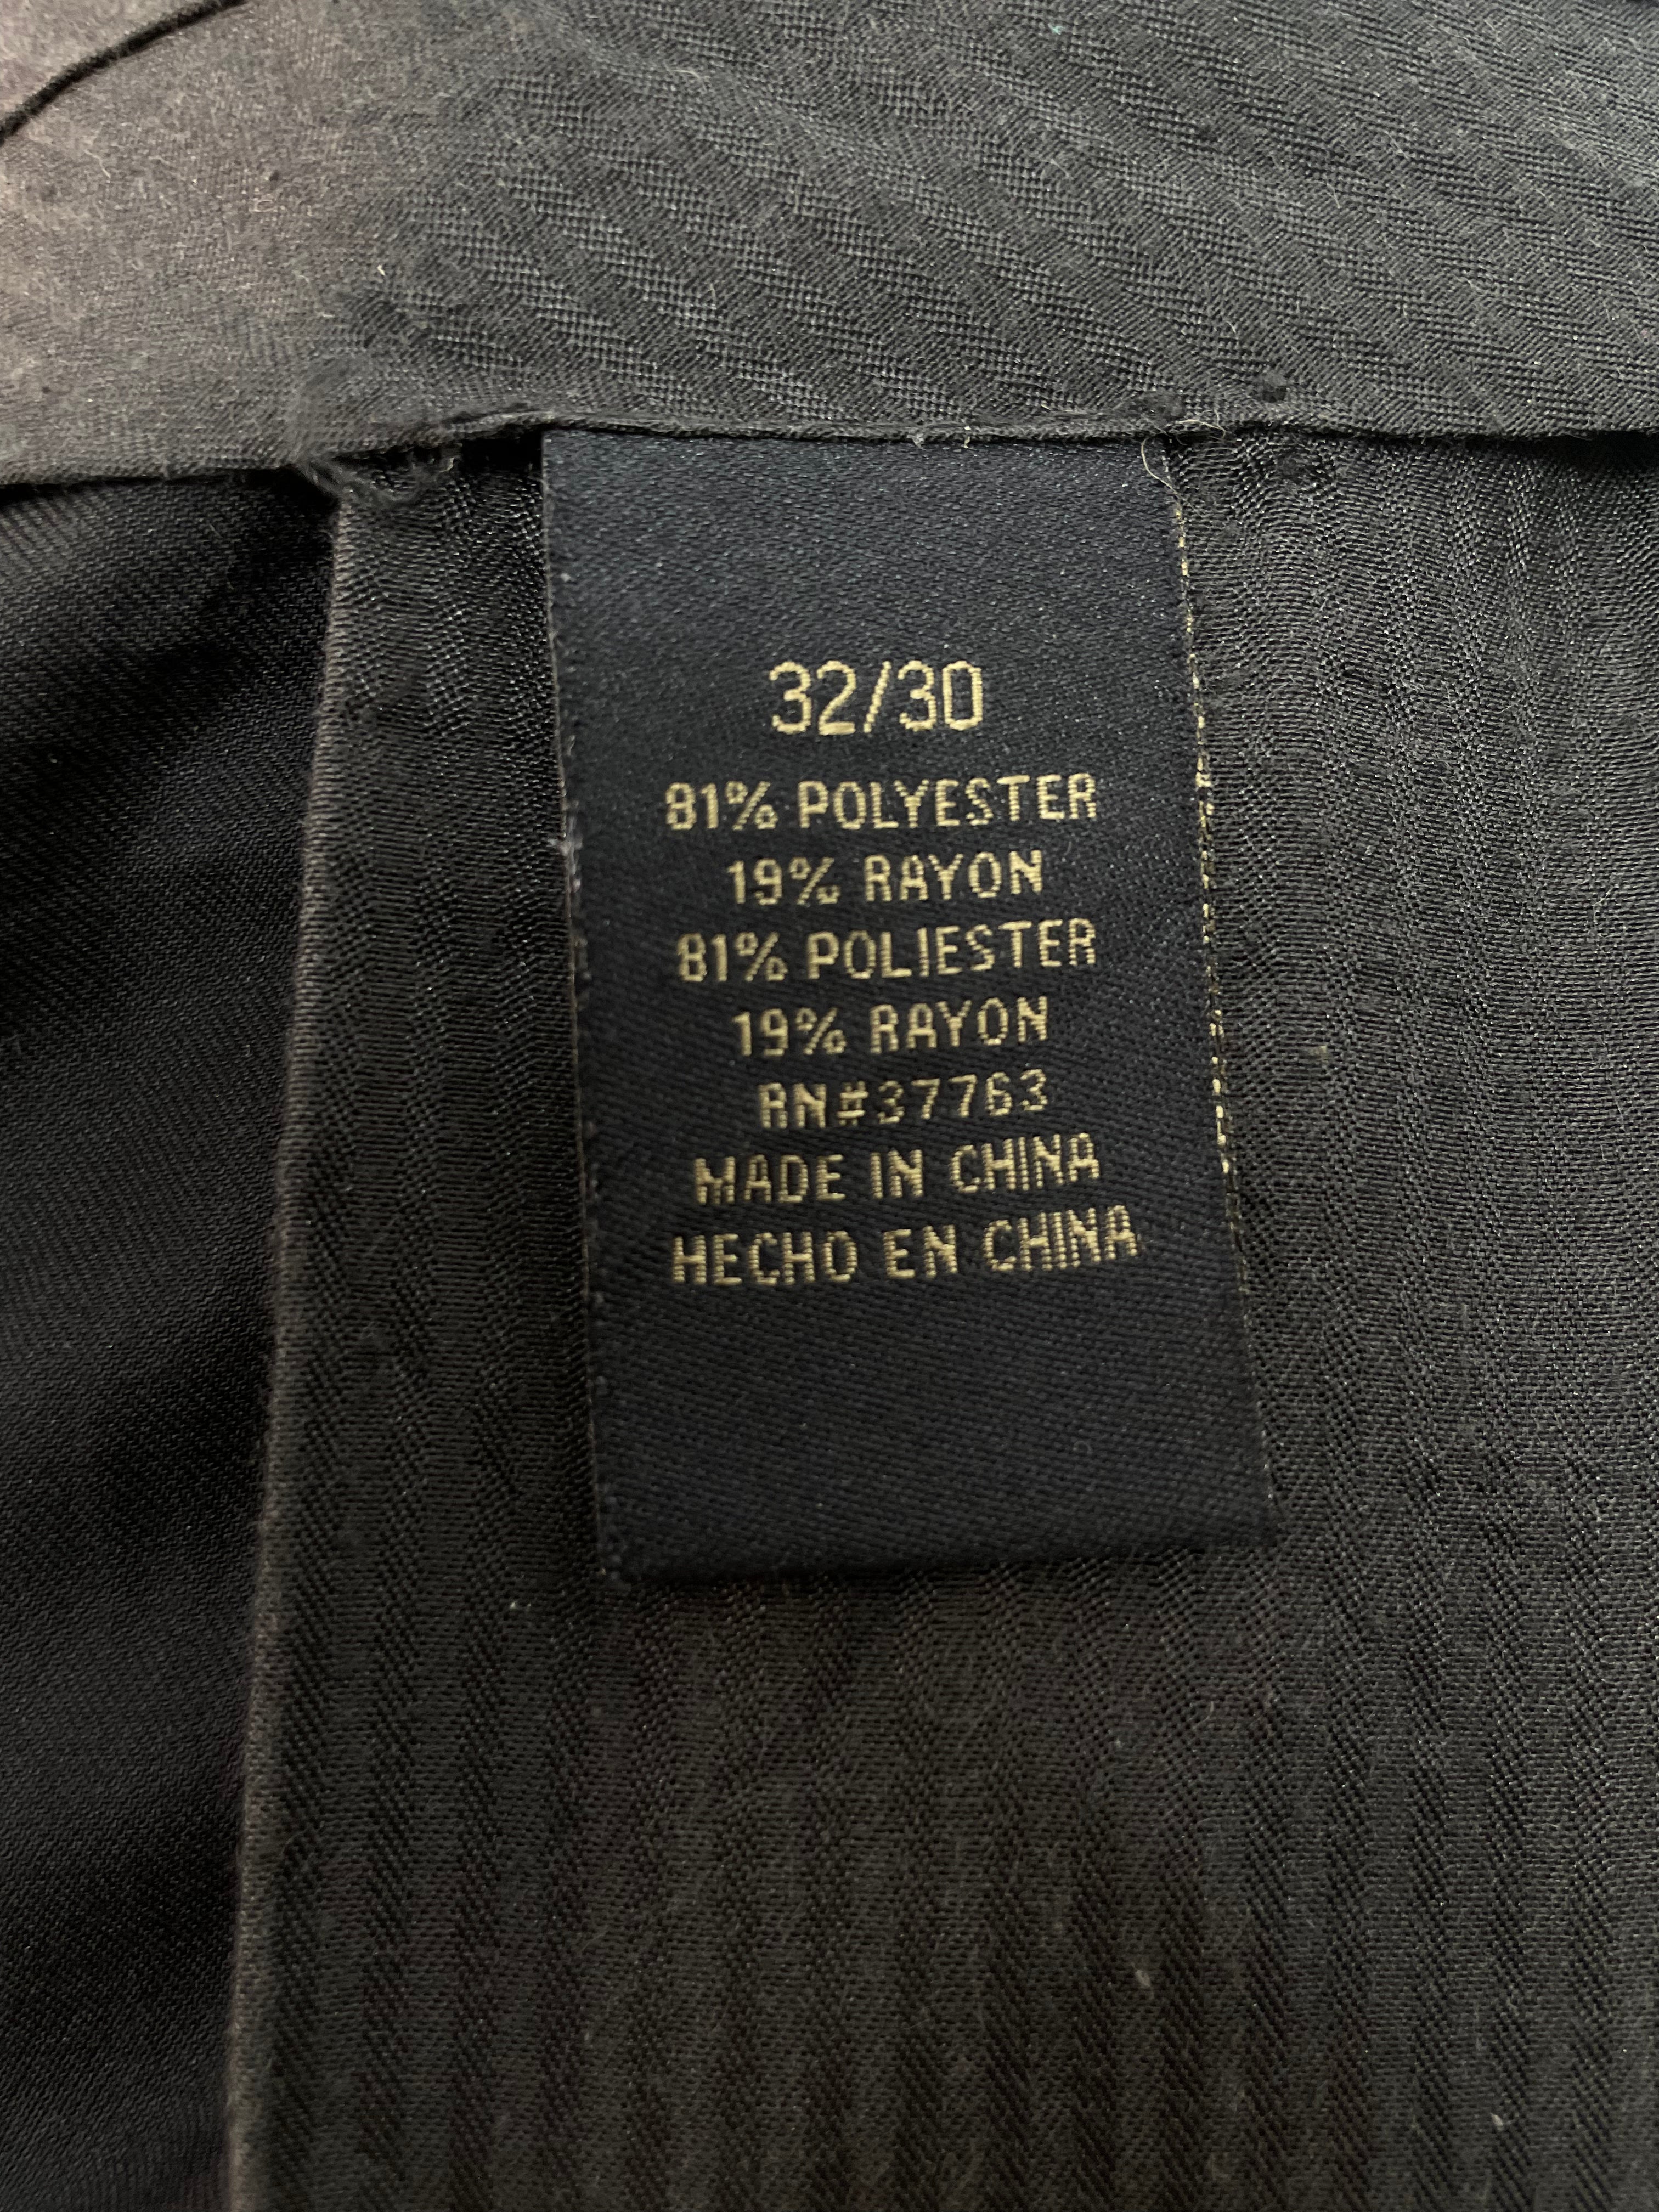 32/30
81% POLYESTER
19% RAYON
81% POLIESTER
19% RAYON
RN#37763
MADE IN CHINA
HECHO EN CHINA